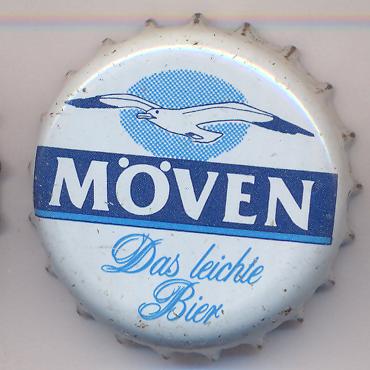 MÖVEN
Das leichte
Bier